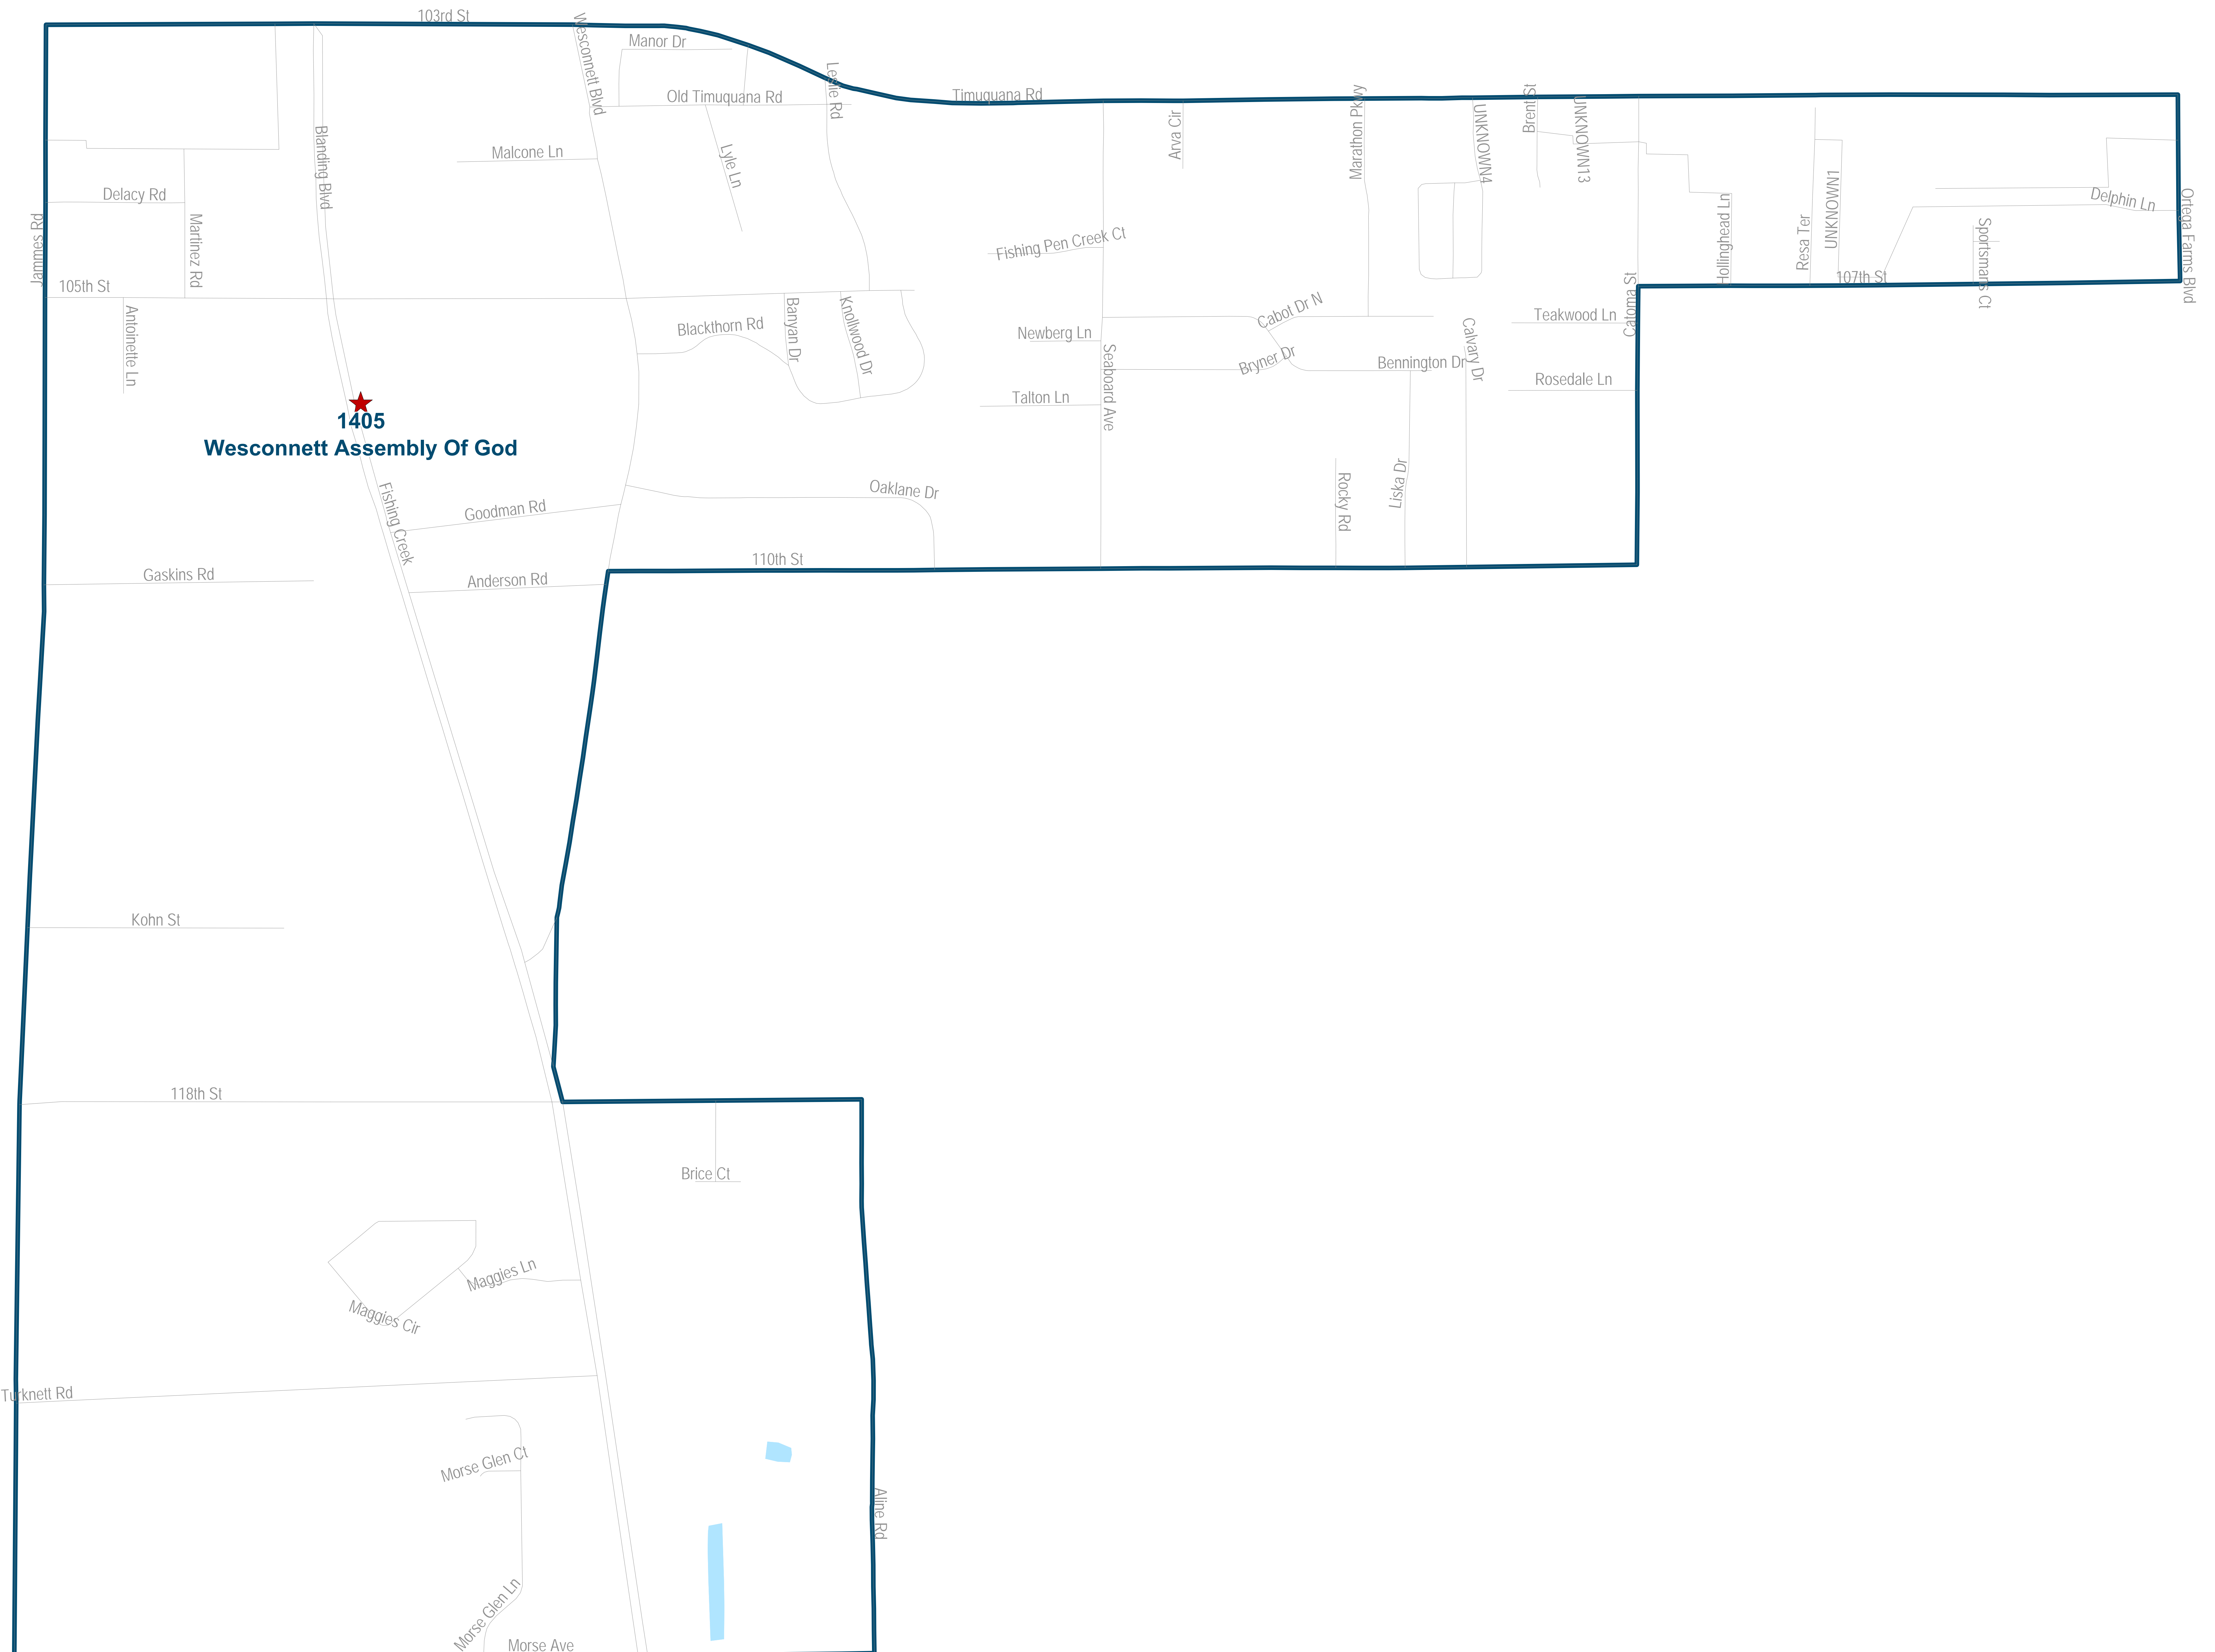 103rd St
Wesconnett Blvd
Manor Dr
Old Timuquana Rd
Leslie Rd
Timuquana Rd
Arva Cir
Marathon Pkwy
UNKNOWN4
Brent St
UNKNOWN13
Blanding Blvd
Malcone Ln
Lyle Ln
Delacy Rd
Martinez Rd
Jammes Rd
Fishing Pen Creek Ct
Hollinghead Ln
Resa Ter
UNKNOWN1
Delphin Ln
Sportsmans Ct
Ortega Farms Blvd
105th St
107th St
Antoinette Ln
Blackthorn Rd
Banyan Dr
Knollwood Dr
Newberg Ln
Seaboard Ave
Cabol Dr N
Bryner Dr
Bennington Dr
Calvary Dr
Teakwood Ln
Catoma St
Rosedale Ln
Talton Ln
1405
Wesconnett Assembly Of God
Fishing Creek
Goodman Rd
Oaklane Dr
Rocky Rd
Liska Dr
110th St
Gaskins Rd
Anderson Rd
Kohn St
118th St
Brice Ct
Maggies Ln
Maggies Cir
Turknett Rd
Morse Glen Ct
Aline Rd
Morse Glen Ln
Morse Ave